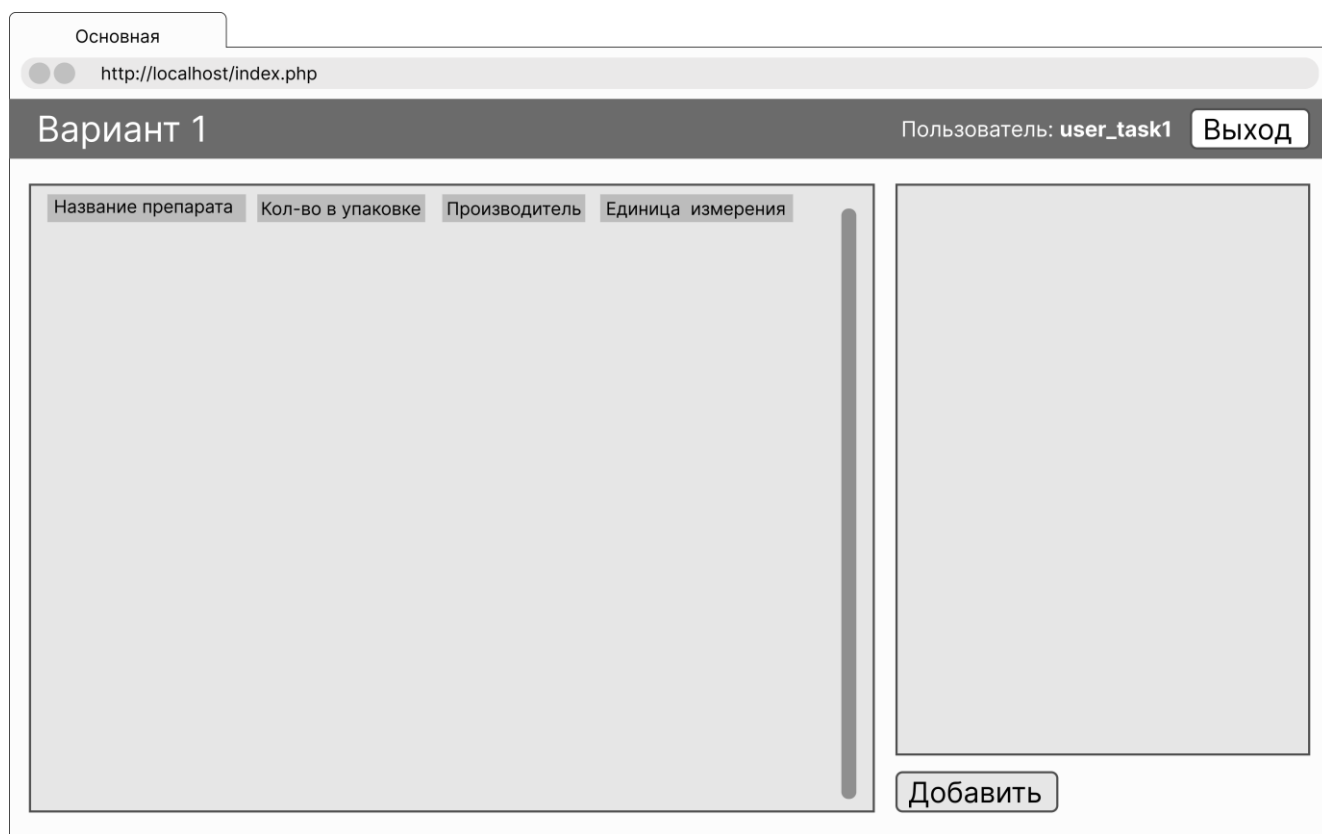 Основная
http://localhost/index.php
Вариант 1
Пользователь: user_task1
Выход
Название препарата
Кол-во в упаковке
Производитель
Единица измерения
Добавить